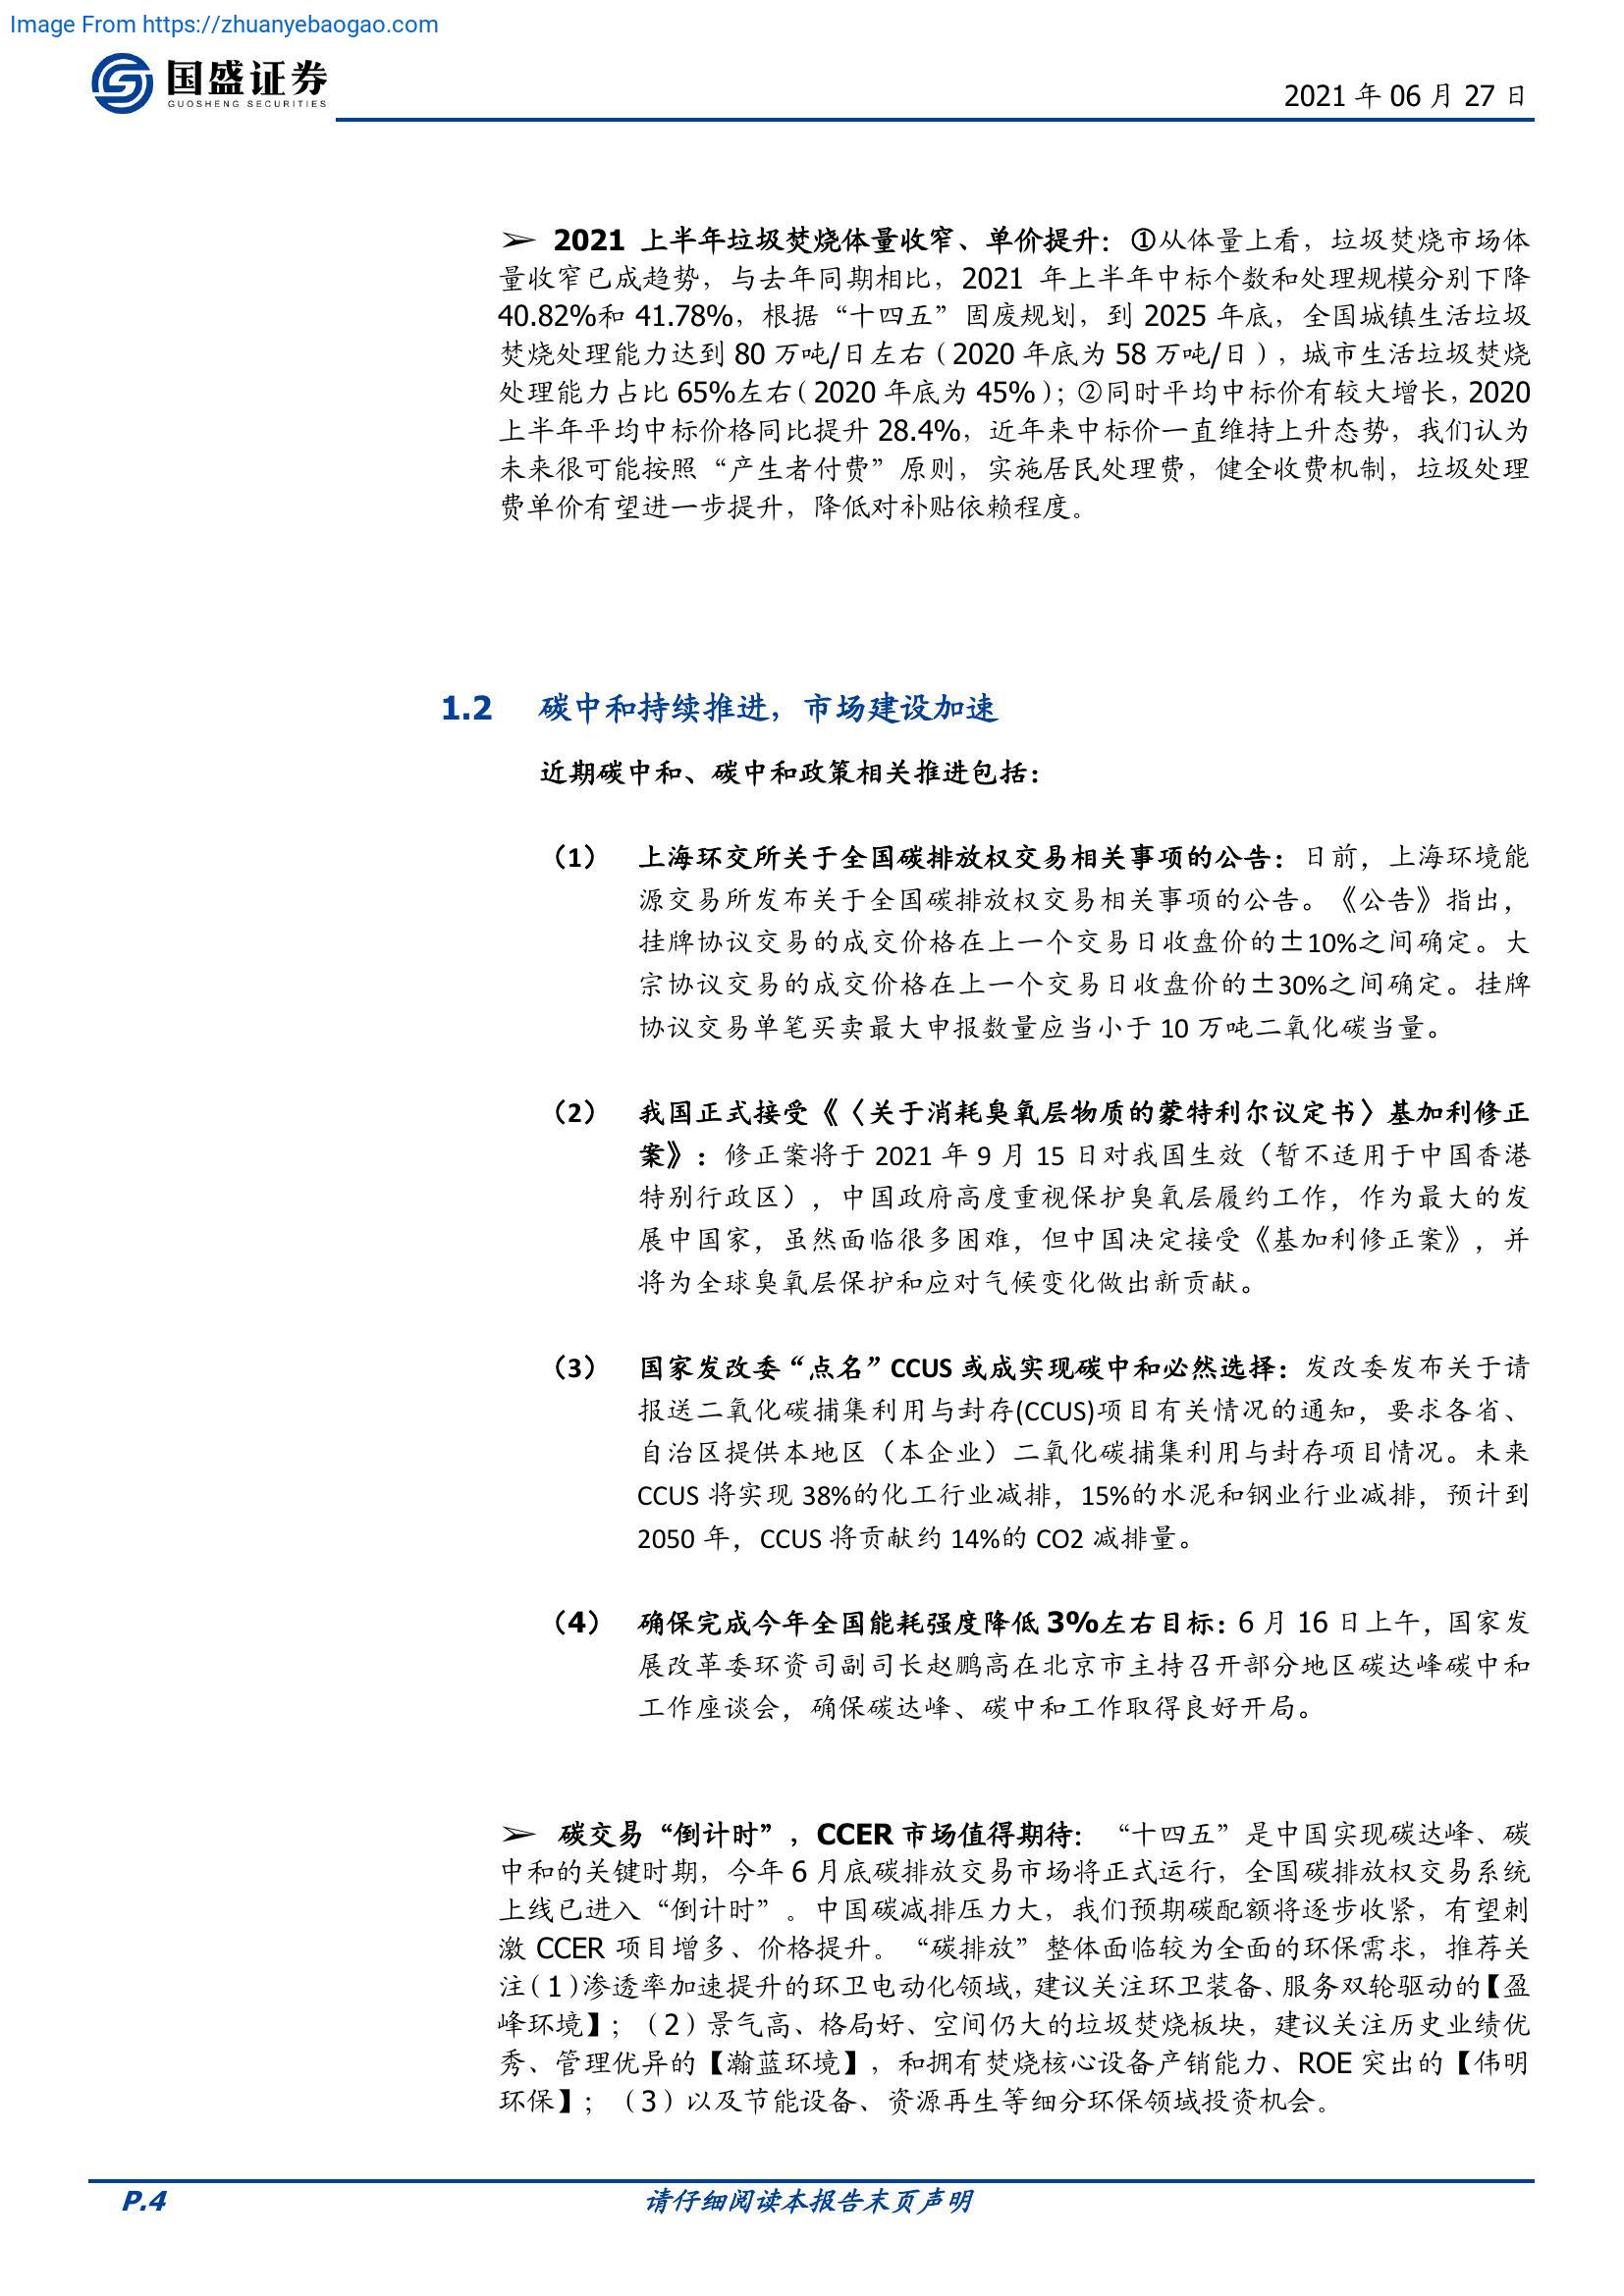 Image From https://zhuanyebaogao.com
国盛证券
GUOSHENG SECURITIES
2021 年 06 月 27 日
➢ 2021 上半年垃圾焚烧体量收窄、单价提升：①从体量上看，垃圾焚烧市场体
量收窄已成趋势，与去年同期相比，2021 年上半年中标个数和处理规模分别下降
40.82%和 41.78%，根据“十四五”固废规划，到 2025 年底，全国城镇生活垃圾
焚烧处理能力达到 80 万吨/日左右（2020 年底为 58 万吨/日），城市生活垃圾焚烧
处理能力占比 65%左右（2020 年底为 45%）；②同时平均中标价有较大增长，2020
上半年平均中标价格同比提升 28.4%，近年来中标价一直维持上升态势，我们认为
未来很可能按照“产生者付费”原则，实施居民处理费，健全收费机制，垃圾处理
费单价有望进一步提升，降低对补贴依赖程度。
1.2 碳中和持续推进，市场建设加速
近期碳中和、碳中和政策相关推进包括：
（1） 上海环交所关于全国碳排放权交易相关事项的公告：日前，上海环境能
源交易所发布关于全国碳排放权交易相关事项的公告。《公告》指出，
挂牌协议交易的成交价格在上一个交易日收盘价的±10%之间确定。大
宗协议交易的成交价格在上一个交易日收盘价的±30%之间确定。挂牌
协议交易单笔买卖最大申报数量应当小于 10 万吨二氧化碳当量。
（2） 我国正式接受《〈关于消耗臭氧层物质的蒙特利尔议定书〉基加利修正
案》：修正案将于 2021 年 9 月 15 日对我国生效（暂不适用于中国香港
特别行政区），中国政府高度重视保护臭氧层履约工作，作为最大的发
展中国家，虽然面临很多困难，但中国决定接受《基加利修正案》，并
将为全球臭氧层保护和应对气候变化做出新贡献。
（3） 国家发改委“点名”CCUS 或成实现碳中和必然选择：发改委发布关于请
报送二氧化碳捕集利用与封存(CCUS)项目有关情况的通知，要求各省、
自治区提供本地区（本企业）二氧化碳捕集利用与封存项目情况。未来
CCUS 将实现 38%的化工行业减排，15%的水泥和钢业行业减排，预计到
2050 年，CCUS 将贡献约 14%的 CO2 减排量。
（4） 确保完成今年全国能耗强度降低 3%左右目标：6 月 16 日上午，国家发
展改革委环资司副司长赵鹏高在北京市主持召开部分地区碳达峰碳中和
工作座谈会，确保碳达峰、碳中和工作取得良好开局。
➢ 碳交易“倒计时”，CCER 市场值得期待：“十四五”是中国实现碳达峰、碳
中和的关键时期，今年 6 月底碳排放交易市场将正式运行，全国碳排放权交易系统
上线已进入“倒计时”。中国碳减排压力大，我们预期碳配额将逐步收紧，有望刺
激 CCER 项目增多、价格提升。“碳排放”整体面临较为全面的环保需求，推荐关
注（1）渗透率加速提升的环卫电动化领域，建议关注环卫装备、服务双轮驱动的【盈
峰环境】；（2）景气高、格局好、空间仍大的垃圾焚烧板块，建议关注历史业绩优
秀、管理优异的【瀚蓝环境】，和拥有焚烧核心设备产销能力、ROE 突出的【伟明
环保】；（3）以及节能设备、资源再生等细分环保领域投资机会。
P.4
请仔细阅读本报告末页声明